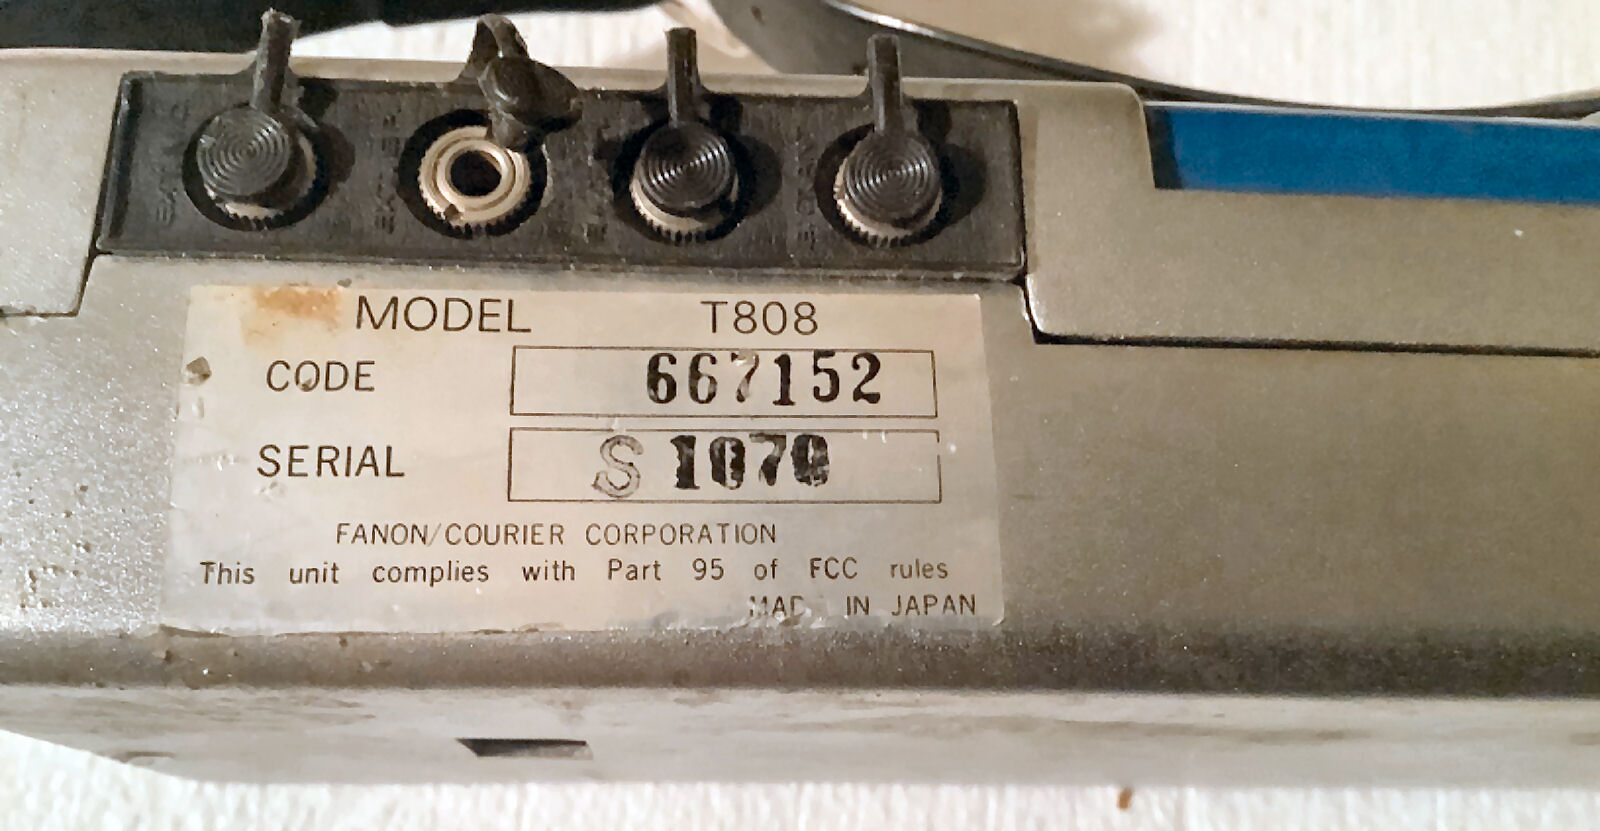 MODEL T808
CODE 667152
SERIAL S 1070
FANON/COURIER CORPORATION
This unit complies with Part 95 of FCC rules
MADE IN JAPAN